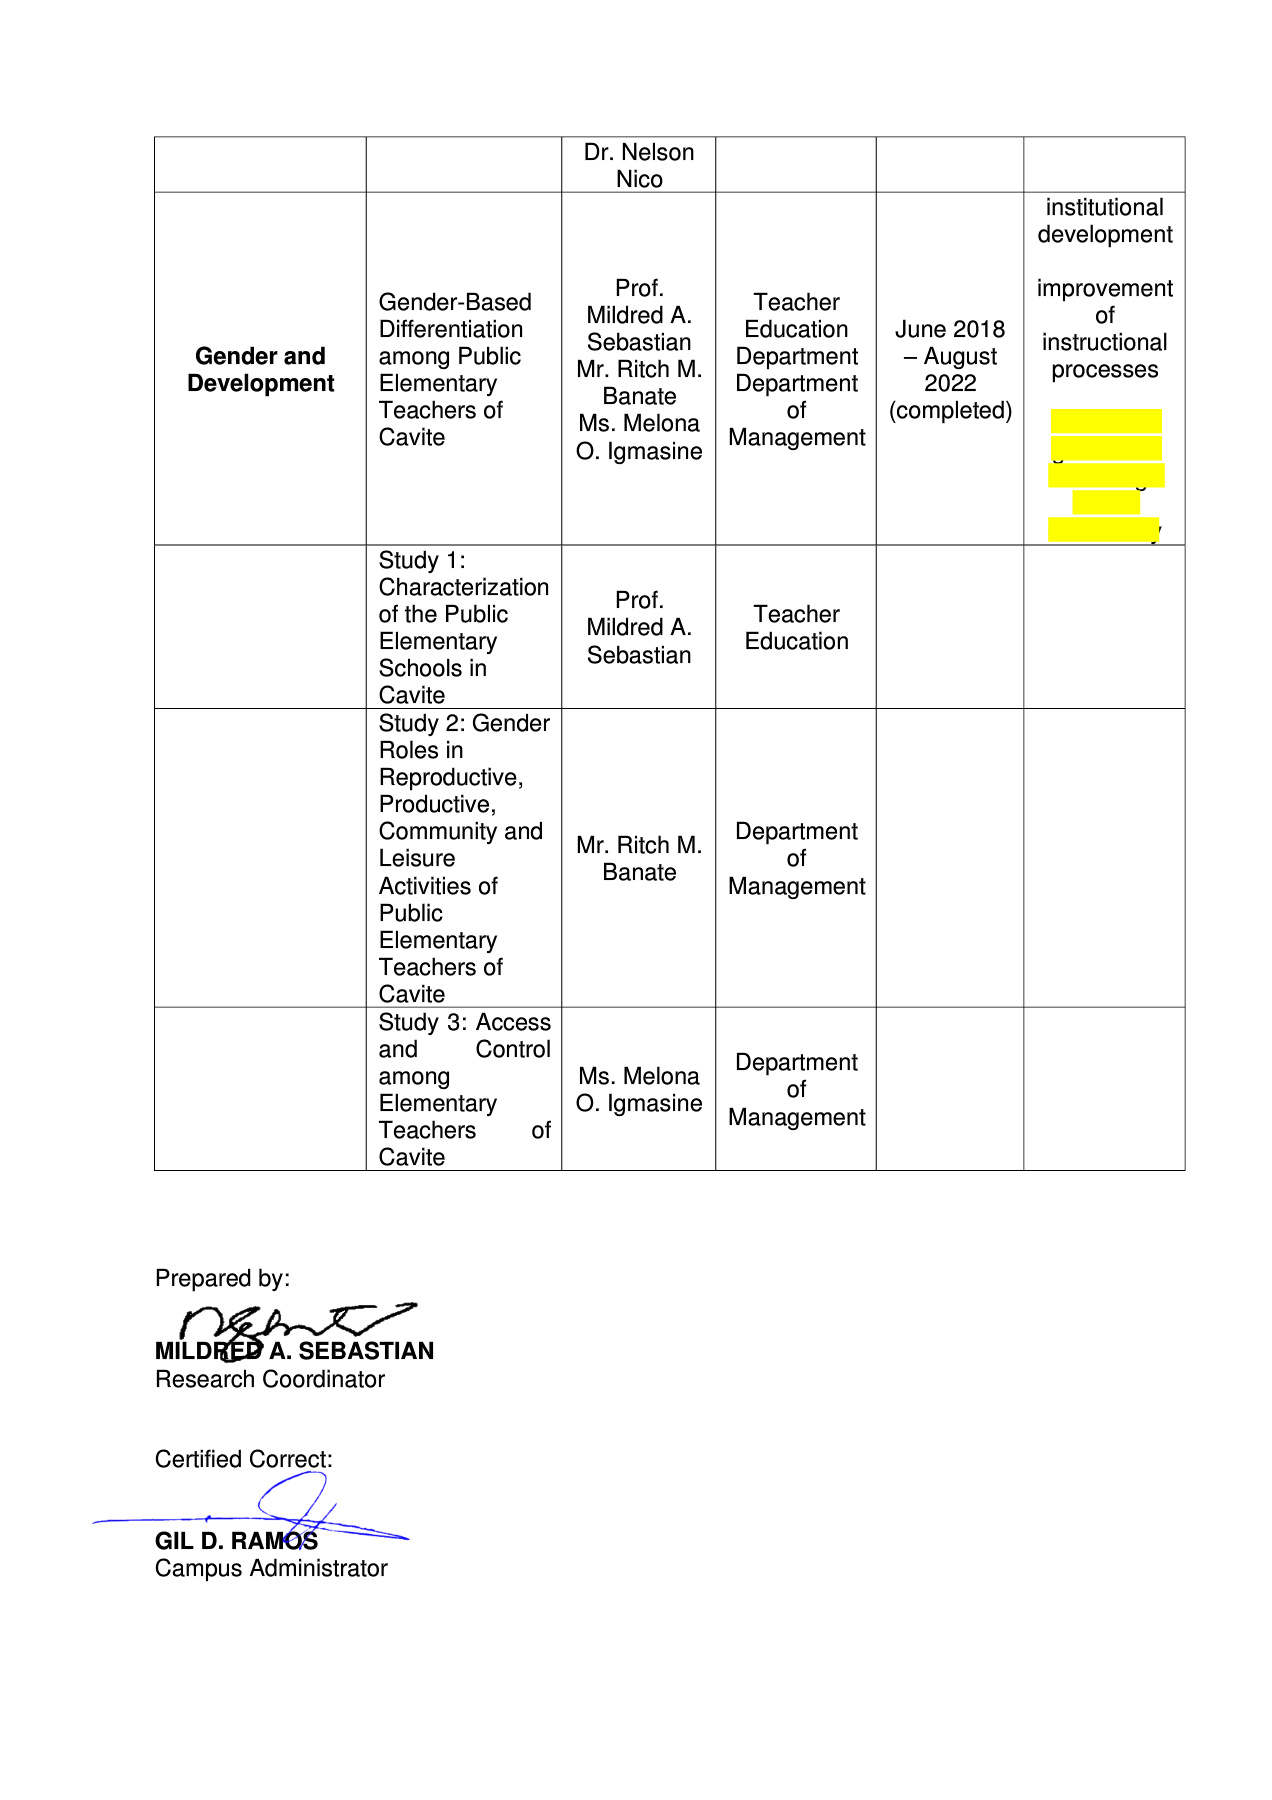 Dr. Nelson
Nico
Gender and
Development
Gender-Based
Differentiation
among Public
Elementary
Teachers of
Cavite
Prof.
Mildred A.
Sebastian
Mr. Ritch M.
Banate
Ms. Melona
O. Igmasine
Teacher
Education
Department
Department
of
Management
June 2018
– August
2022
(completed)
institutional
development
improvement
of
instructional
processes
Study 1:
Characterization
of the Public
Elementary
Schools in
Cavite
Prof.
Mildred A.
Sebastian
Teacher
Education
Study 2: Gender
Roles in
Reproductive,
Productive,
Community and
Leisure
Activities of
Public
Elementary
Teachers of
Cavite
Mr. Ritch M.
Banate
Department
of
Management
Study 3: Access
and Control
among
Elementary
Teachers of
Cavite
Ms. Melona
O. Igmasine
Department
of
Management
Prepared by:
MILDRED A. SEBASTIAN
Research Coordinator
Certified Correct:
GIL D. RAMOS
Campus Administrator